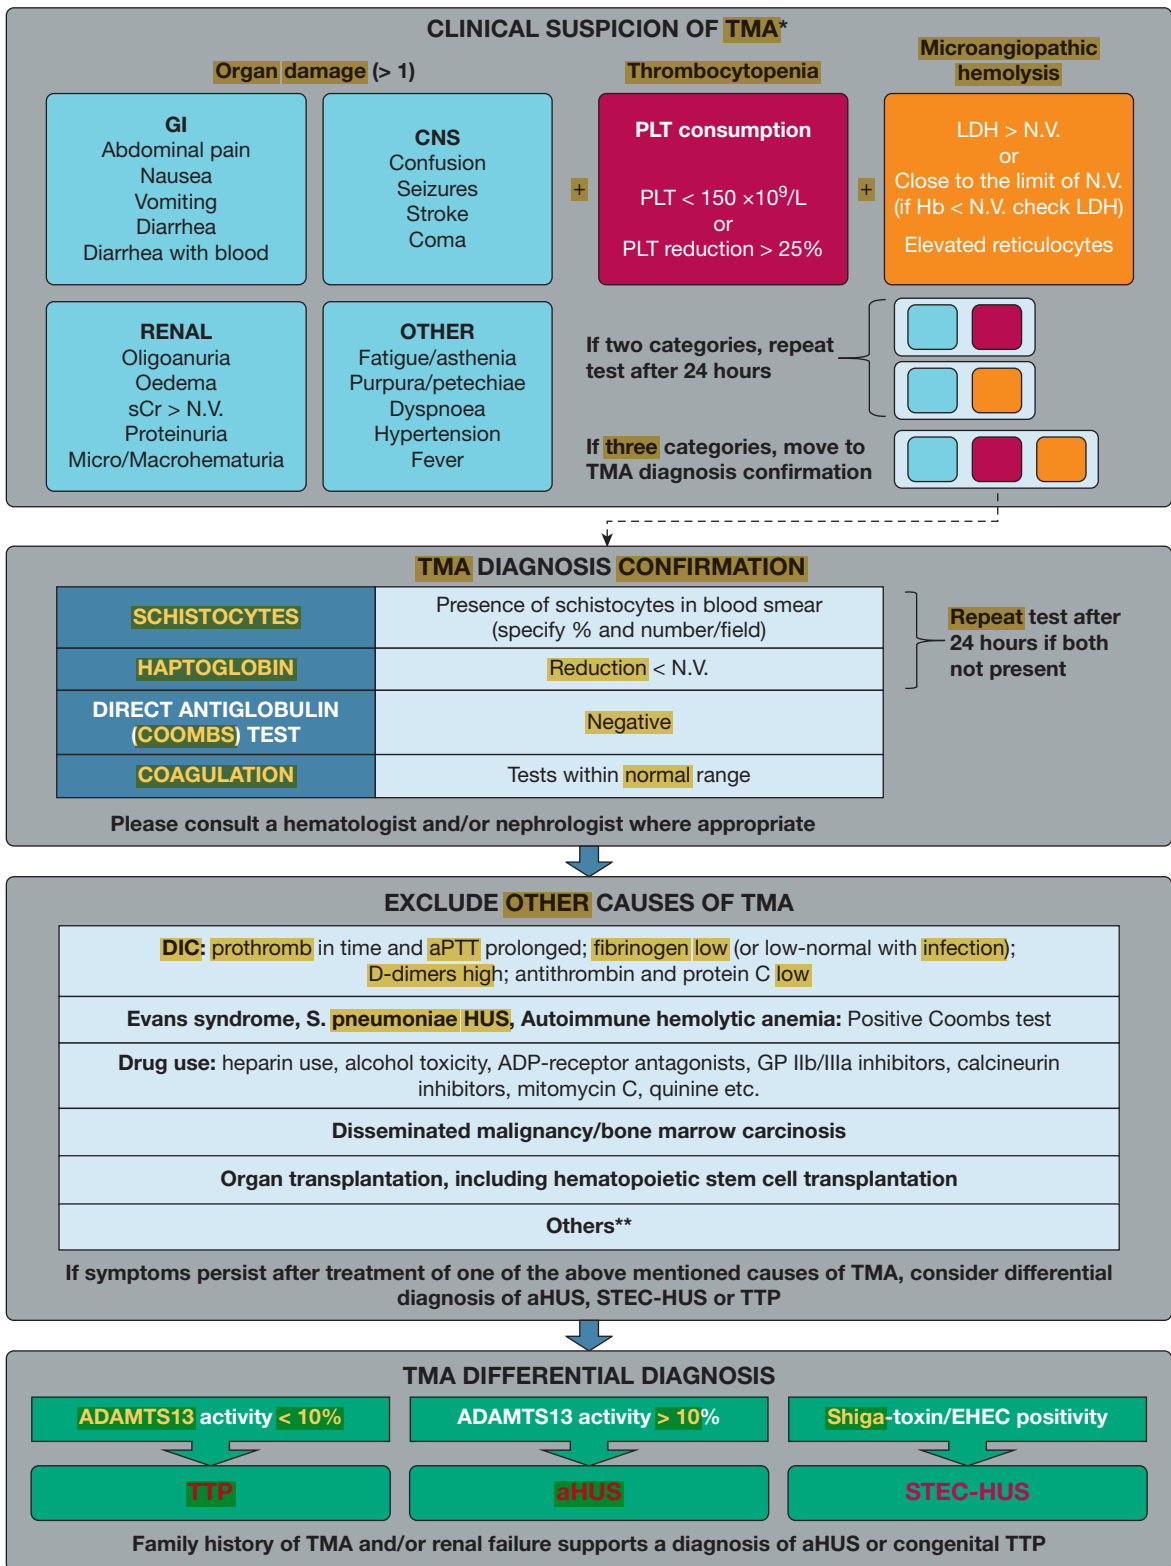 CLINICAL SUSPICION OF TMA*
Organ damage (> 1)
GI
Abdominal pain
Nausea
Vomiting
Diarrhea
Diarrhea with blood
CNS
Confusion
Seizures
Stroke
Coma
RENAL
Oligoanuria
Oedema
sCr > N.V.
Proteinuria
Micro/Macrohematuria
OTHER
Fatigue/asthenia
Purpura/petechiae
Dyspnoea
Hypertension
Fever
+
Thrombocytopenia
PLT consumption
PLT < 150 ×10⁹/L
or
PLT reduction > 25%
+
Microangiopathic
hemolysis
LDH > N.V.
or
Close to the limit of N.V.
(if Hb < N.V. check LDH)
Elevated reticulocytes
If two categories, repeat
test after 24 hours
If three categories, move to
TMA diagnosis confirmation
TMA DIAGNOSIS CONFIRMATION
SCHISTOCYTES
Presence of schistocytes in blood smear
(specify % and number/field)
HAPTOGLOBIN
Reduction < N.V.
Repeat test after
24 hours if both
not present
DIRECT ANTIGLOBULIN
(COOMBS) TEST
Negative
COAGULATION
Tests within normal range
Please consult a hematologist and/or nephrologist where appropriate
EXCLUDE OTHER CAUSES OF TMA
DIC: prothromb in time and aPTT prolonged; fibrinogen low (or low-normal with infection);
D-dimers high; antithrombin and protein C low
Evans syndrome, S. pneumoniae HUS, Autoimmune hemolytic anemia: Positive Coombs test
Drug use: heparin use, alcohol toxicity, ADP-receptor antagonists, GP IIb/IIIa inhibitors, calcineurin
inhibitors, mitomycin C, quinine etc.
Disseminated malignancy/bone marrow carcinosis
Organ transplantation, including hematopoietic stem cell transplantation
Others**
If symptoms persist after treatment of one of the above mentioned causes of TMA, consider differential
diagnosis of aHUS, STEC-HUS or TTP
TMA DIFFERENTIAL DIAGNOSIS
ADAMTS13 activity < 10%
TTP
ADAMTS13 activity > 10%
aHUS
Shiga-toxin/EHEC positivity
STEC-HUS
Family history of TMA and/or renal failure supports a diagnosis of aHUS or congenital TTP